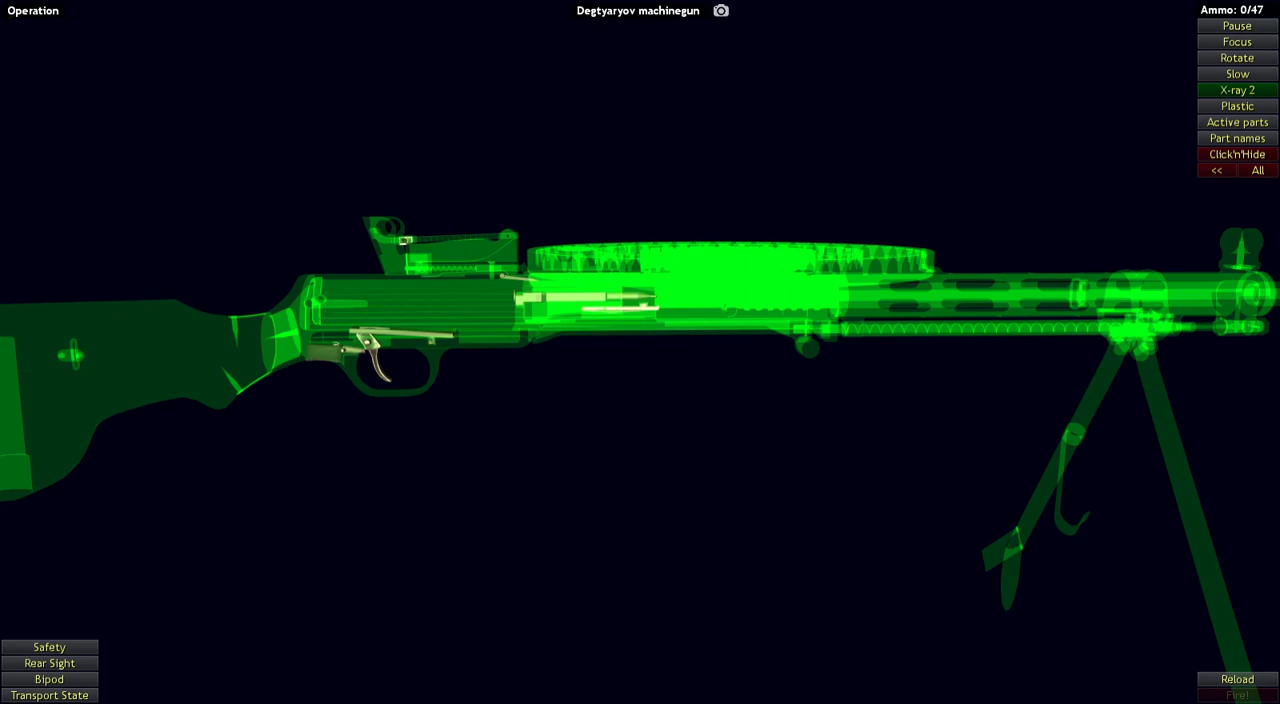 Operation
Degtyaryov machinegun
Ammo: 0/47
Pause
Focus
Rotate
Slow
X-ray 2
Plastic
Active parts
Part names
Click'n'Hide
<< All
Safety
Rear Sight
Bipod
Transport State
Reload
Fire!